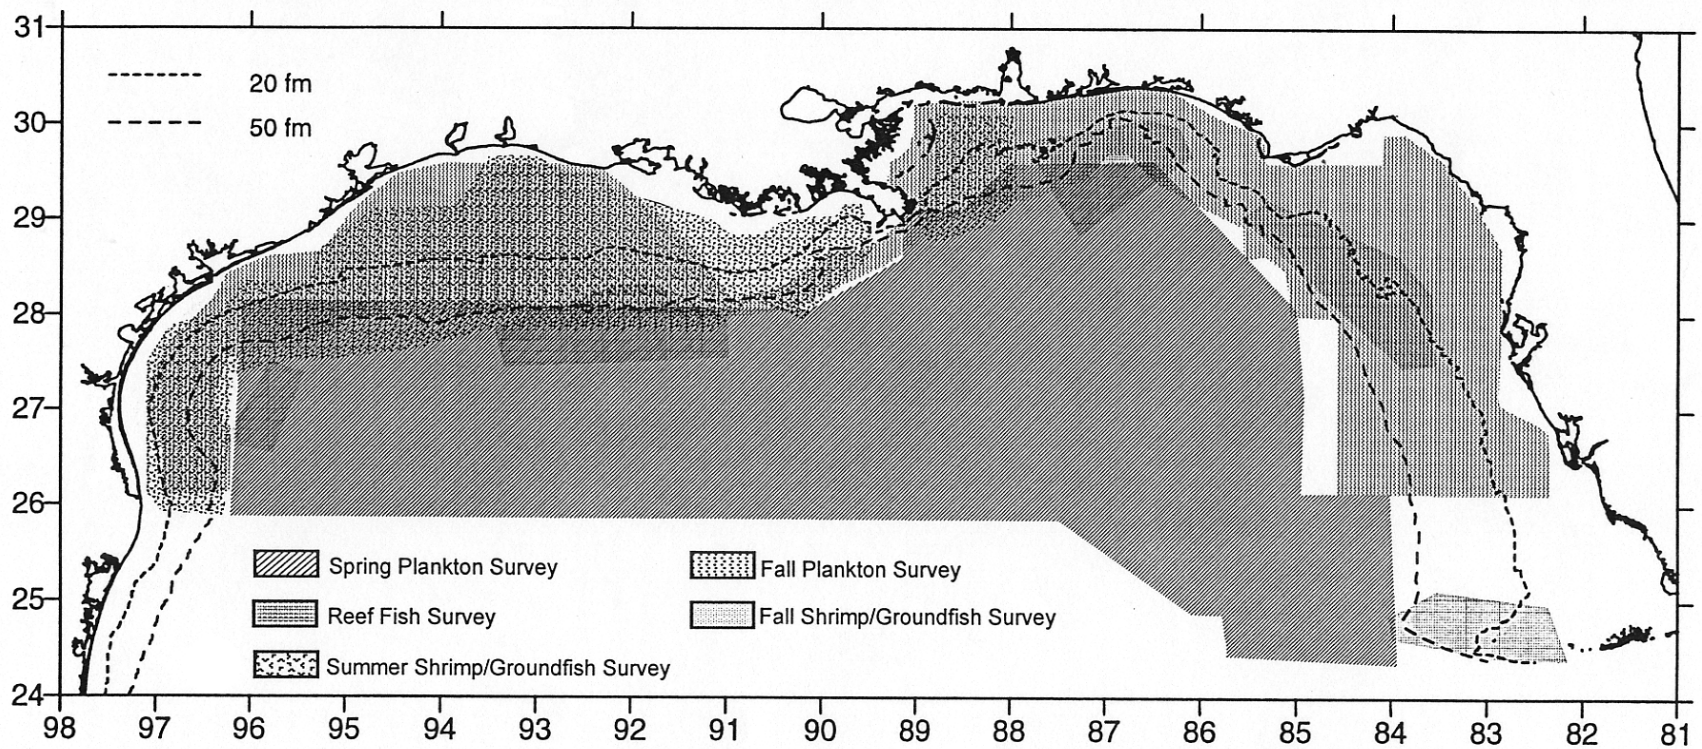 31
30
29
28
27
26
25
24
20 fm
50 fm
Spring Plankton Survey
Reef Fish Survey
Summer Shrimp/Groundfish Survey
Fall Plankton Survey
Fall Shrimp/Groundfish Survey
98 97 96 95 94 93 92 91 90 89 88 87 86 85 84 83 82 81